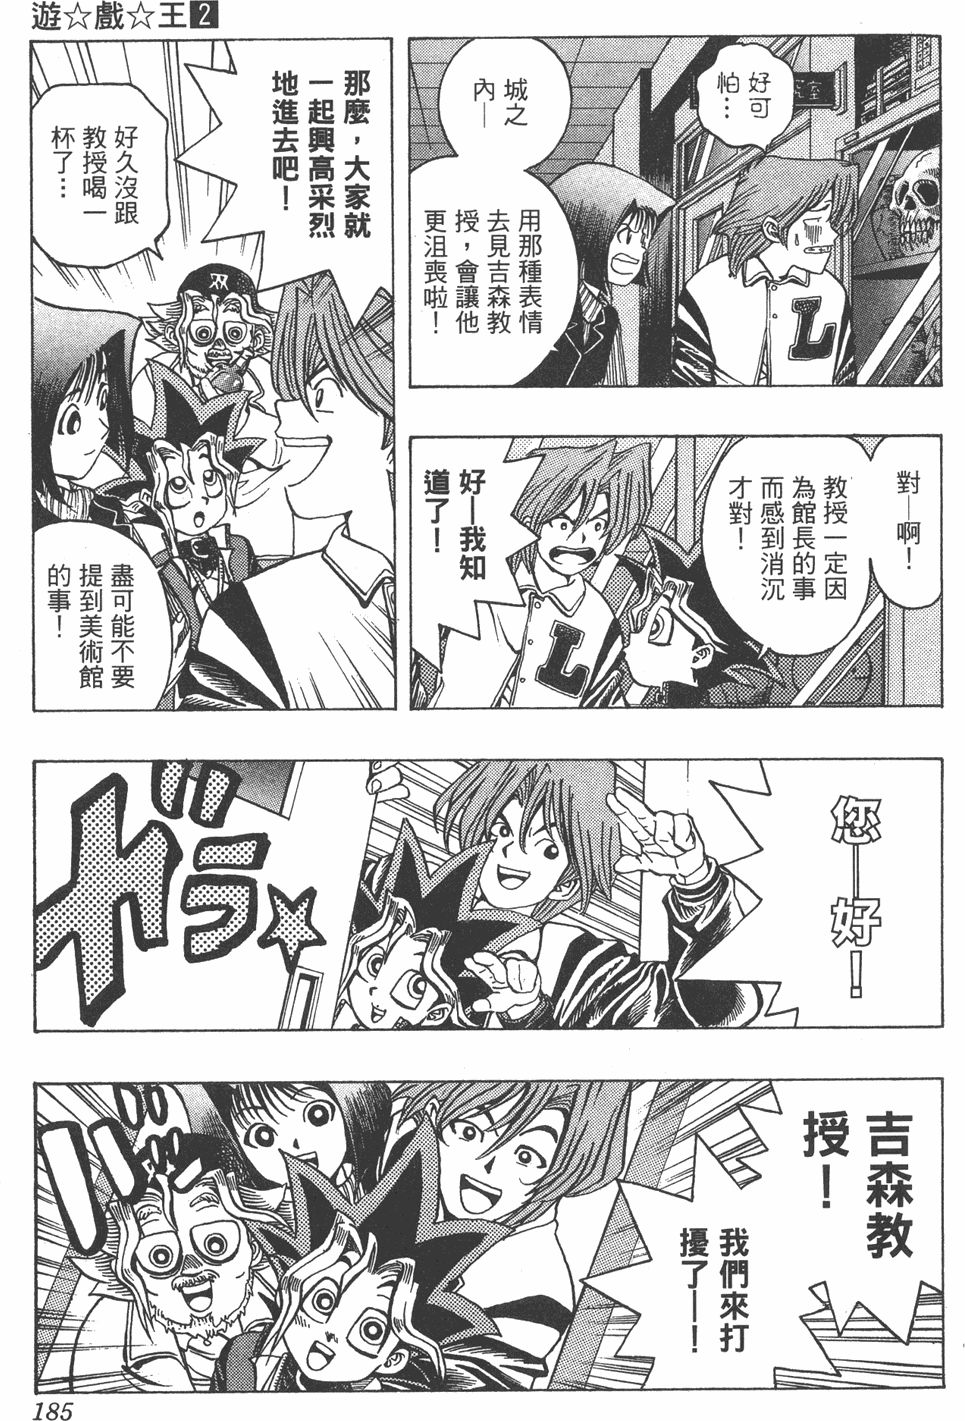 遊☆戲☆王2
好可
怕…
究室
城之
內—
用那種表情
去見吉森教
授，會讓他
更沮喪啦！
對—啊！
教授一定因
為館長的事
而感到消沉
才對！
好—我知
道了！
那麼，大家就
一起興高采烈
地進去吧！
好久沒跟
教授喝一
杯了…
盡可能不要
提到美術館
的事！
您—好！
ガラ☆
吉森教
授！
我們來打
擾了——！
バ
185